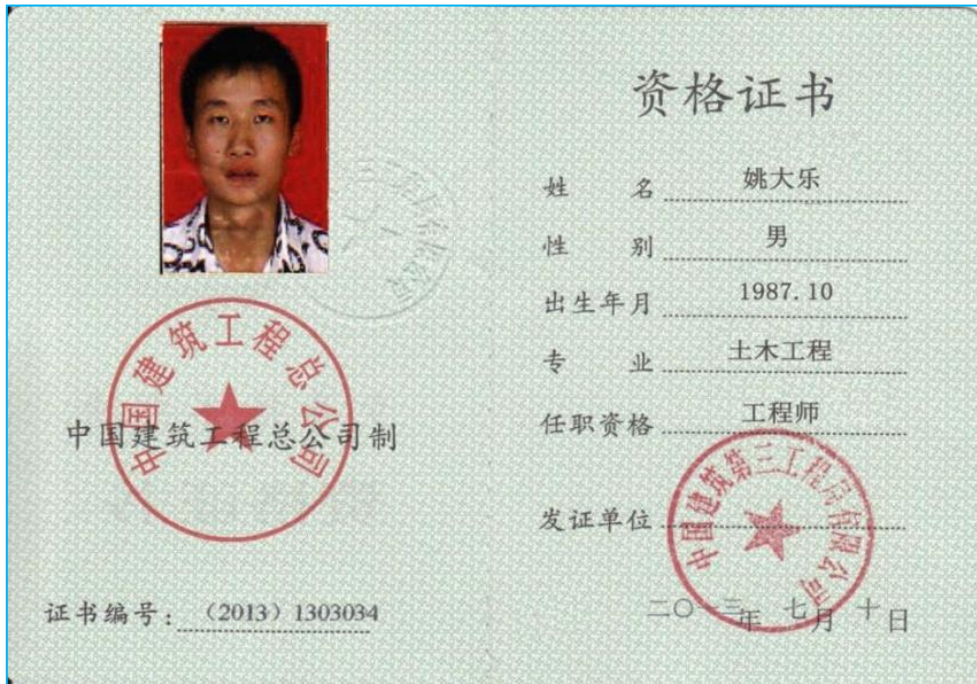 中国建筑工程总公司
中国建筑工程总公司制
证书编号：（2013）1303034
资格证书
姓 名 姚大乐
性 别 男
出生年月 1987.10
专 业 土木工程
任职资格 工程师
发证单位
中国建筑第三工程局有限公司
二〇一三年 七月 十日